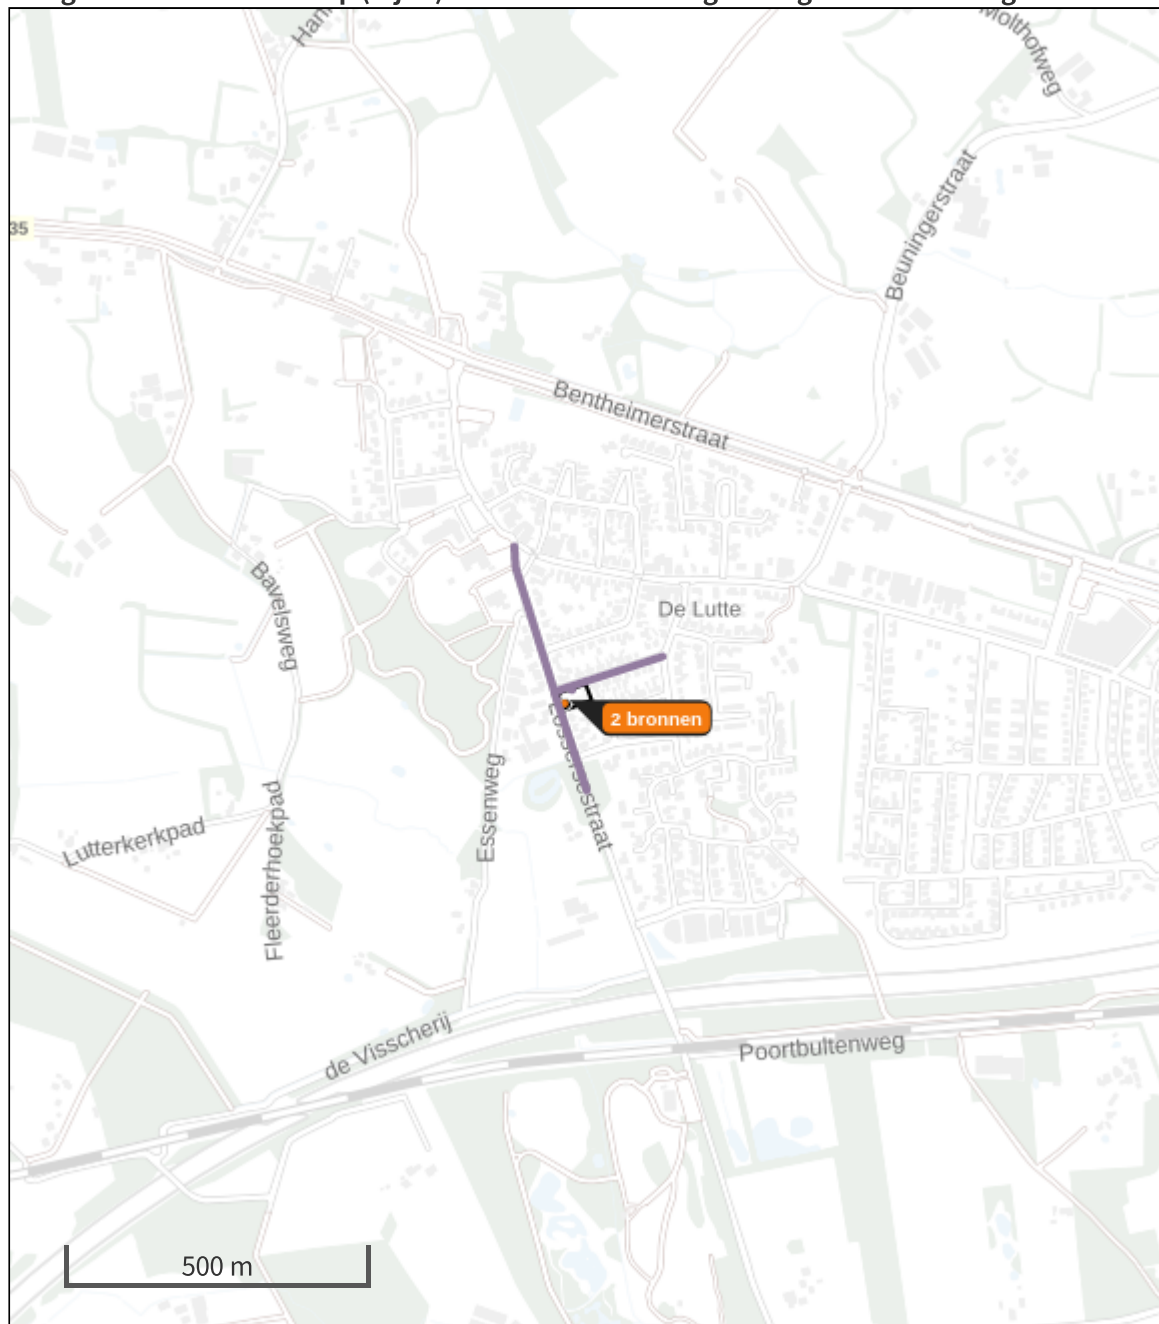 Molthofweg
35
Beuningerstraat
Bentheimerstraat
De Lutte
Bavelsweg
2 bronnen
Essenweg
Lutterkerkpad
Fleerderhoekpad
de Visscherij
Poortbultenweg
500 m